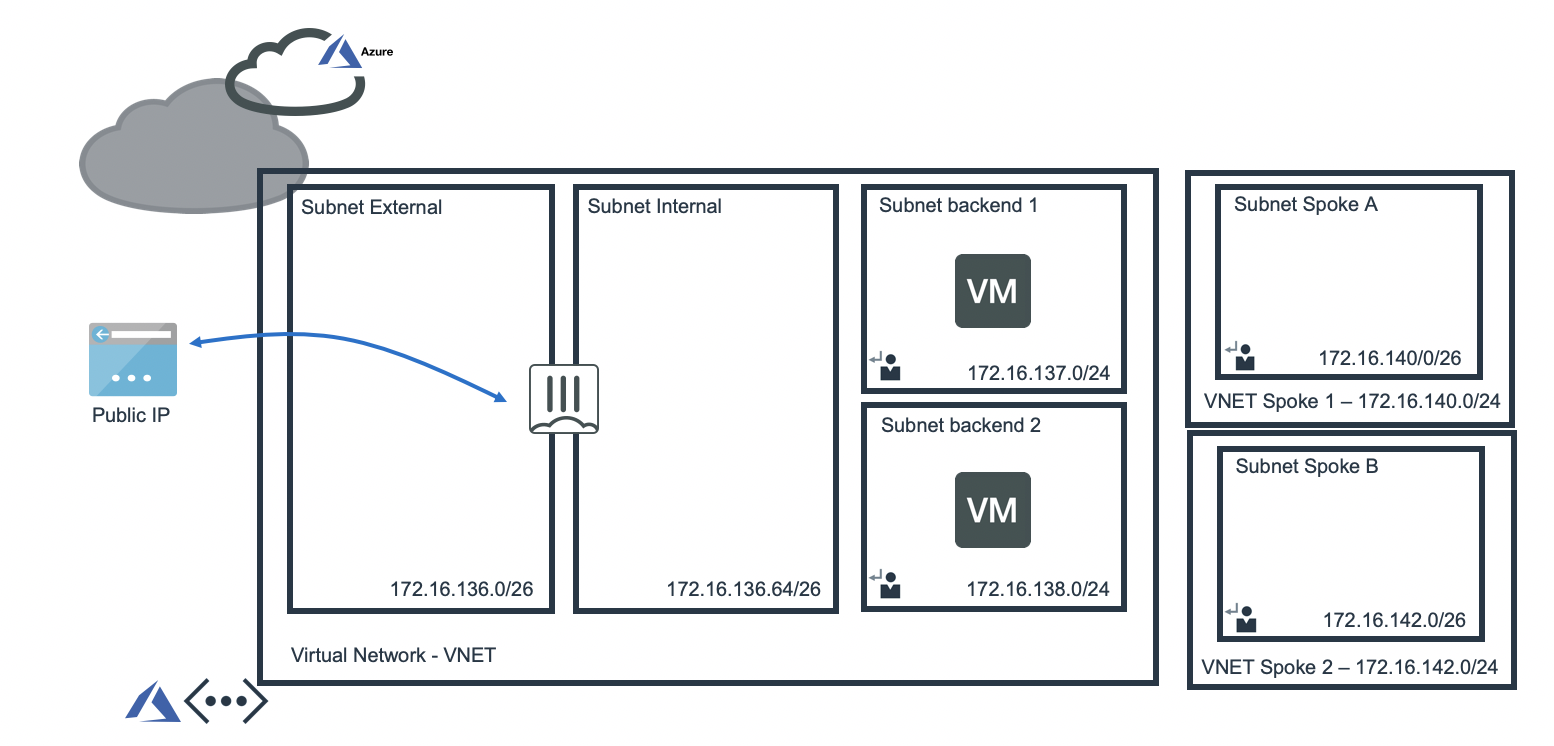 Azure
Subnet External
Subnet Internal
Subnet backend 1
VM
172.16.137.0/24
Subnet backend 2
VM
172.16.138.0/24
172.16.136.0/26
172.16.136.64/26
Virtual Network - VNET
Public IP
Subnet Spoke A
172.16.140/0/26
VNET Spoke 1 – 172.16.140.0/24
Subnet Spoke B
172.16.142.0/26
VNET Spoke 2 – 172.16.142.0/24